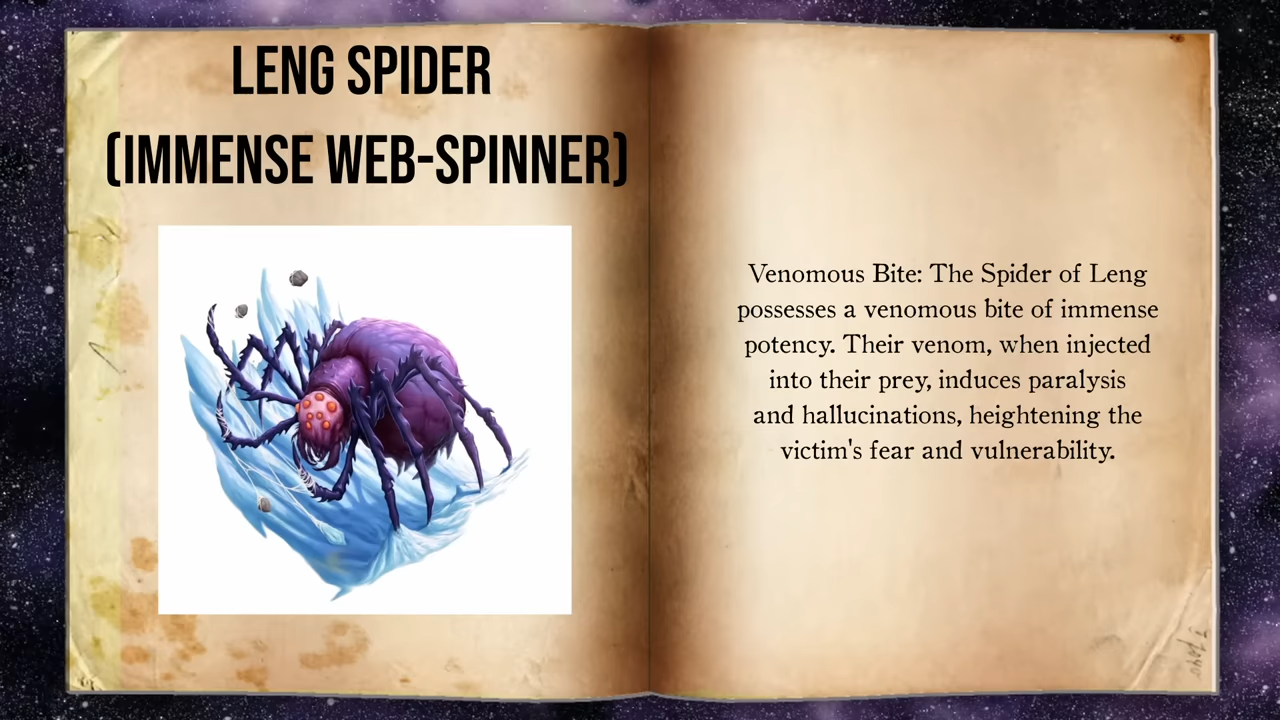 LENG SPIDER
(IMMENSE WEB-SPINNER)
Venomous Bite: The Spider of Leng
possesses a venomous bite of immense
potency. Their venom, when injected
into their prey, induces paralysis
and hallucinations, heightening the
victim's fear and vulnerability.